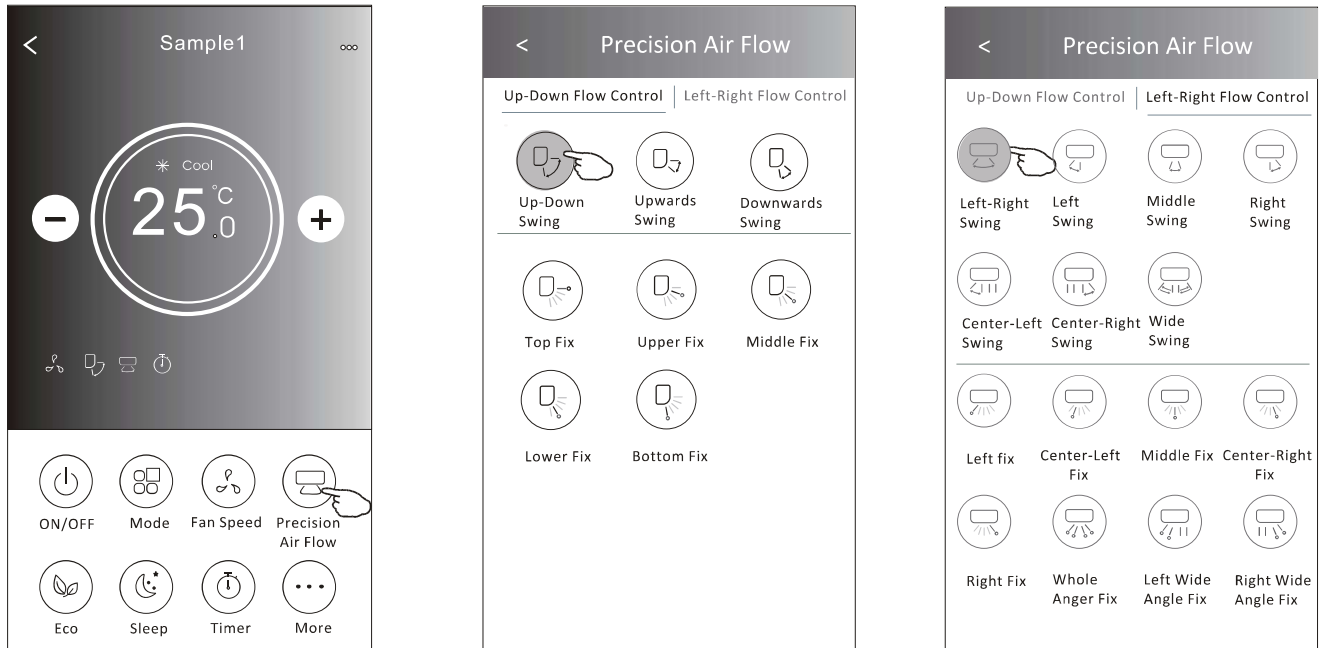 Sample1
Cool
25.0°C
ON/OFF
Mode
Fan Speed
Precision
Air Flow
Eco
Sleep
Timer
More
Precision Air Flow
Up-Down Flow Control
Left-Right Flow Control
Up-Down
Swing
Upwards
Swing
Downwards
Swing
Top Fix
Upper Fix
Middle Fix
Lower Fix
Bottom Fix
Precision Air Flow
Up-Down Flow Control
Left-Right Flow Control
Left-Right
Swing
Left
Swing
Middle
Swing
Right
Swing
Center-Left
Swing
Center-Right
Swing
Wide
Swing
Left fix
Center-Left
Fix
Middle Fix
Center-Right
Fix
Right Fix
Whole
Anger Fix
Left Wide
Angle Fix
Right Wide
Angle Fix